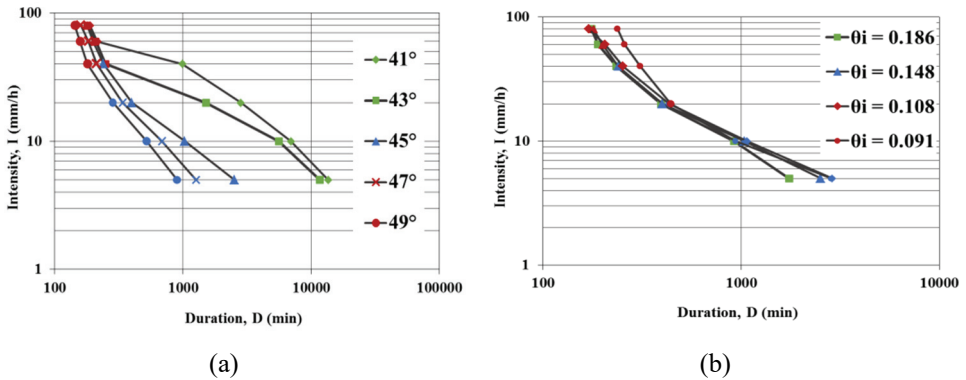 100
10
1
Intensity, I (mm/h)
100
1000
10000
100000
Duration, D (min)
41°
43°
45°
47°
49°
(a)
100
10
1
Intensity, I (mm/h)
100
1000
10000
Duration, D (min)
θi = 0.186
θi = 0.148
θi = 0.108
θi = 0.091
(b)